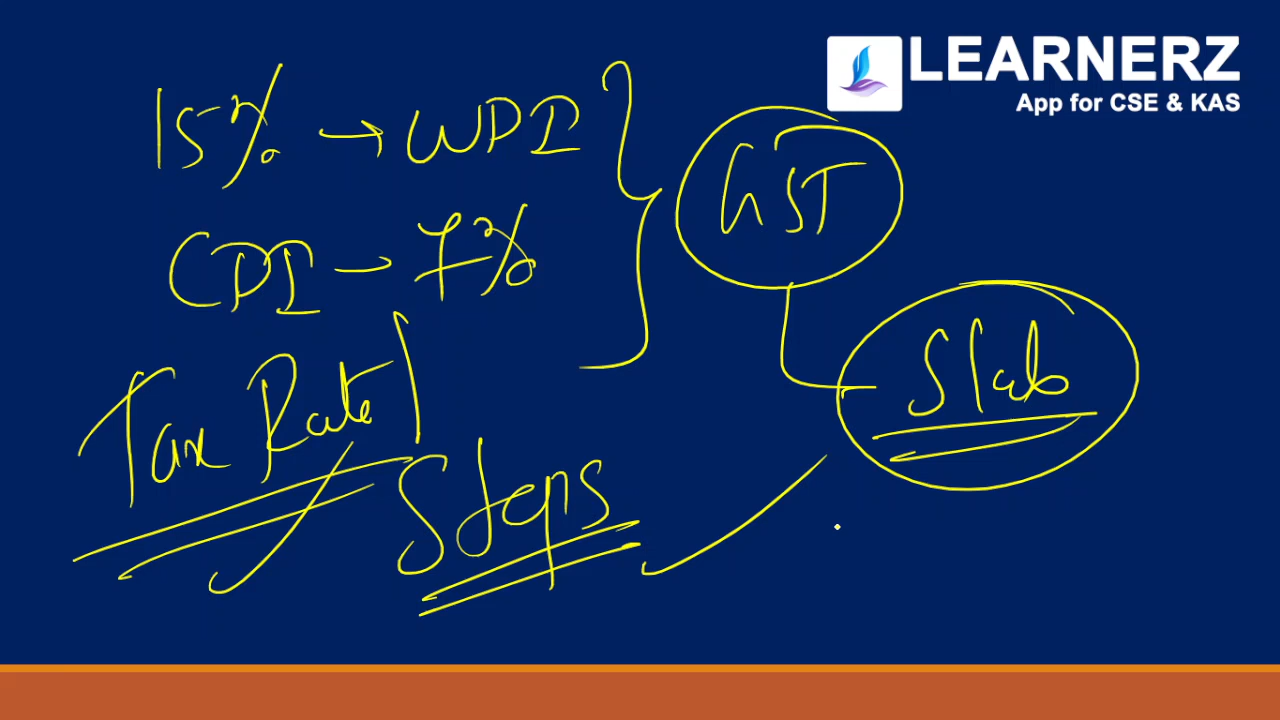 LEARNERZ
App for CSE & KAS
15% → WPI
GST
CPI → 7%
Slab
Tax Rate
Steps